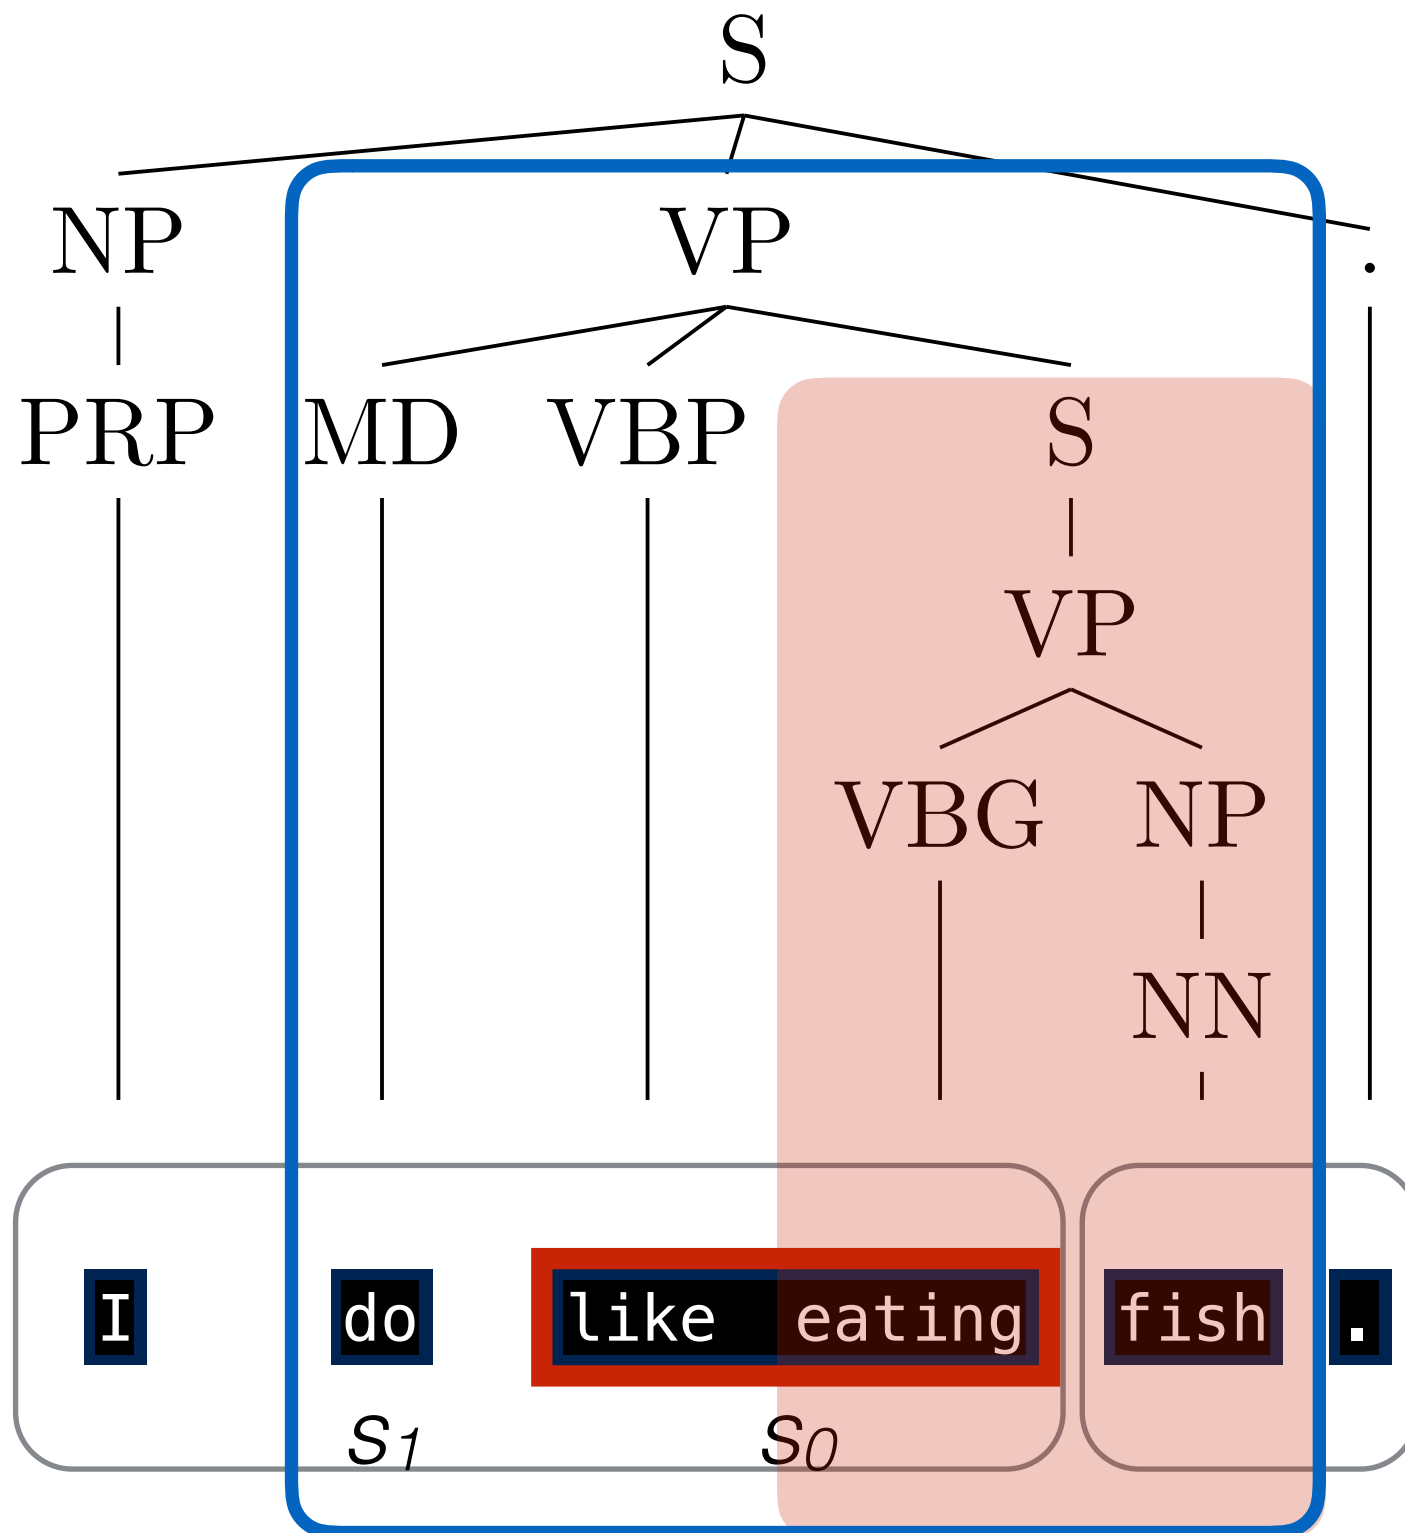 S
NP VP .
PRP MD VBP S
VP
VBG NP
NN
I do like eating fish .
S1 S0